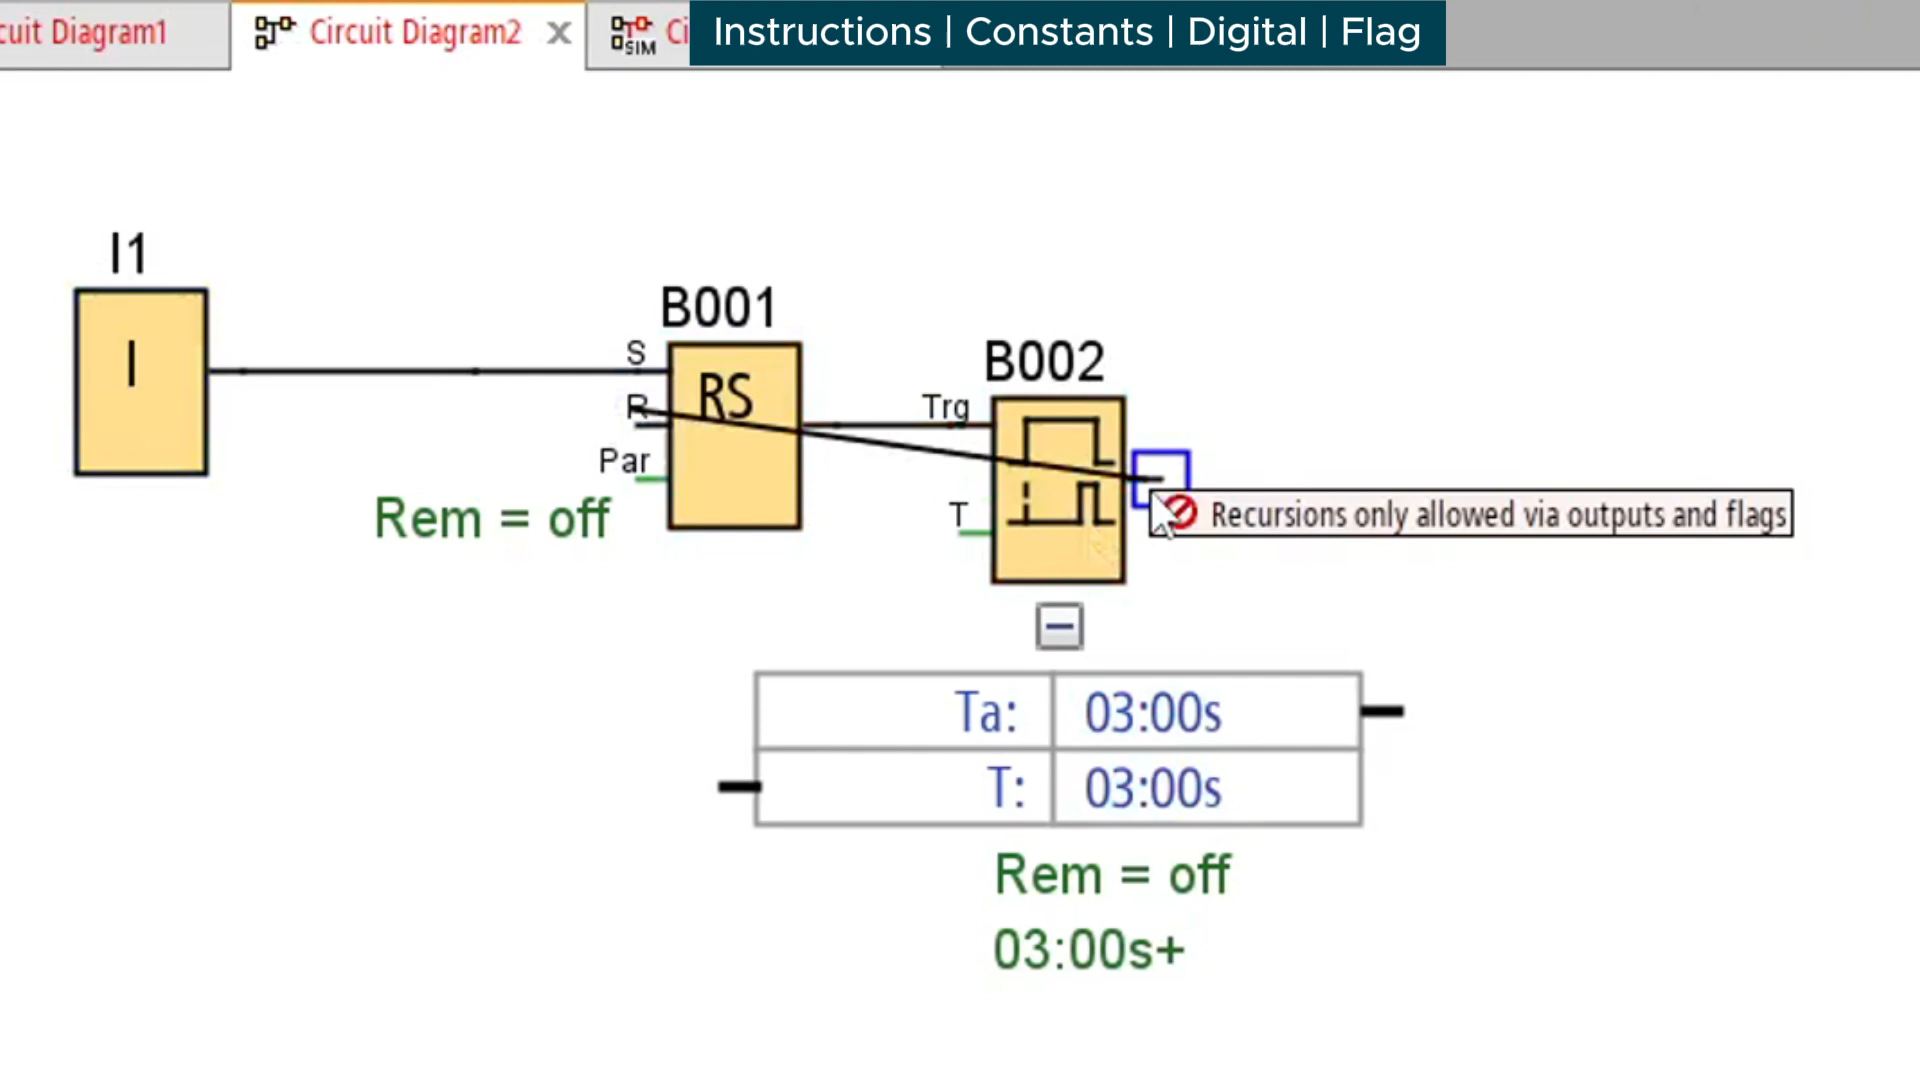 cuit Diagram1
Circuit Diagram2
SIM
Ci
Instructions | Constants | Digital | Flag
I1
I
B001
S
R
RS
Par
Rem = off
B002
Trg
T
Recursions only allowed via outputs and flags
Ta: 03:00s
T: 03:00s
Rem = off
03:00s+